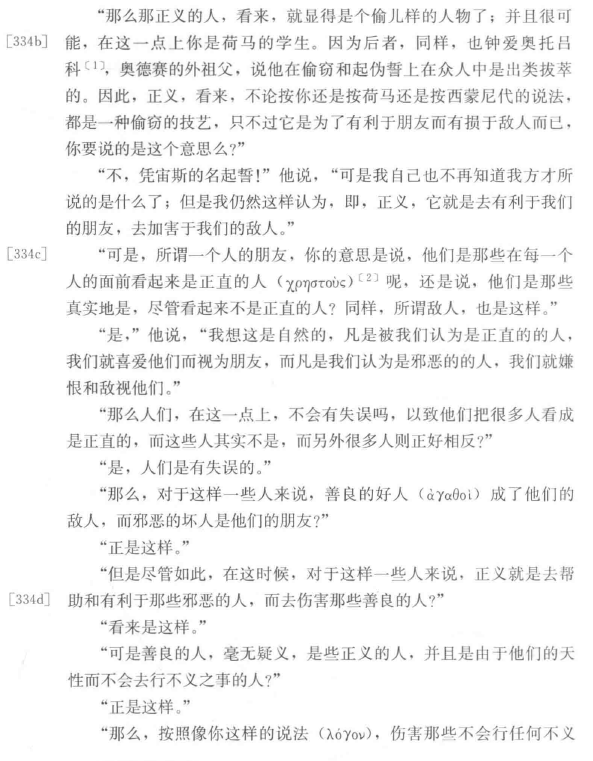 “那么那正义的人，看来，就显得是个偷儿样的人物了；并且很可
[334b] 能，在这一点上你是荷马的学生。因为后者，同样，也钟爱奥托吕
科〔1〕，奥德赛的外祖父，说他在偷窃和起伪誓上在众人中是出类拔萃
的。因此，正义，看来，不论按你还是按荷马还是按西蒙尼代的说法，
都是一种偷窃的技艺，只不过它是为了有利于朋友而有损于敌人而已，
你要说的是这个意思么？”
“不，凭宙斯的名起誓！”他说，“可是我自己也不再知道我方才所
说的是什么了；但是我仍然这样认为，即，正义，它就是去有利于我们
的朋友，去加害于我们的敌人。”
[334c] “可是，所谓一个人的朋友，你的意思是说，他们是那些在每一个
人的面前看起来是正直的人（χρηστοὺς）〔2〕呢，还是说，他们是那些
真实地是，尽管看起来不是正直的人？同样，所谓敌人，也是这样。”
“是，”他说，“我想这是自然的，凡是被我们认为是正直的的人，
我们就喜爱他们而视为朋友，而凡是我们认为是邪恶的的人，我们就嫌
恨和敌视他们。”
“那么人们，在这一点上，不会有失误吗，以致他们把很多人看成
是正直的，而这些人其实不是，而另外很多人则正好相反？”
“是，人们是有失误的。”
“那么，对于这样一些人来说，善良的好人（ἀγαθοὶ）成了他们的
敌人，而邪恶的坏人是他们的朋友？”
“正是这样。”
“但是尽管如此，在这时候，对于这样一些人来说，正义就是去帮
[334d] 助和有利于那些邪恶的人，而去伤害那些善良的人？”
“看来是这样。”
“可是善良的人，毫无疑义，是些正义的人，并且是由于他们的天
性而不会去行不义之事的人？”
“正是这样。”
“那么，按照像你这样的说法（λόγον），伤害那些不会行任何不义